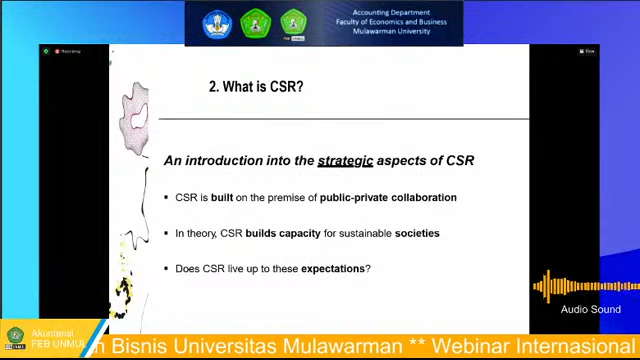 Accounting Department
Faculty of Economics and Business
Mulawarman University
Recording
View
2. What is CSR?
An introduction into the strategic aspects of CSR
▪ CSR is built on the premise of public-private collaboration
▪ In theory, CSR builds capacity for sustainable societies
▪ Does CSR live up to these expectations?
Audio Sound
Akuntansi
FEB UNMUL
Bisnis Universitas Mulawarman ** Webinar Internasional